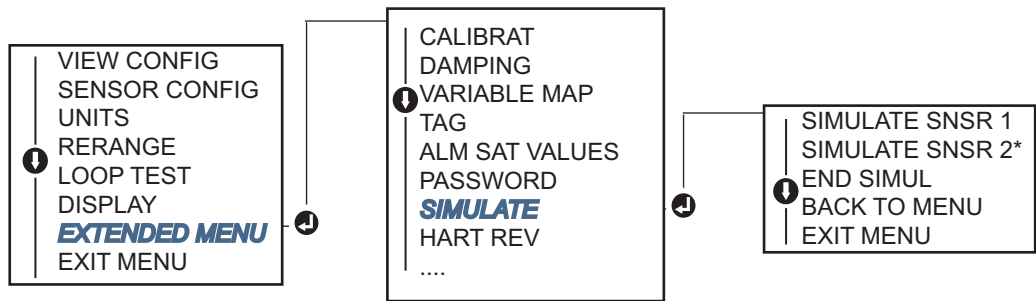 VIEW CONFIG
SENSOR CONFIG
UNITS
RERANGE
LOOP TEST
DISPLAY
EXTENDED MENU
EXIT MENU
CALIBRAT
DAMPING
VARIABLE MAP
TAG
ALM SAT VALUES
PASSWORD
SIMULATE
HART REV
....
SIMULATE SNSR 1
SIMULATE SNSR 2*
END SIMUL
BACK TO MENU
EXIT MENU